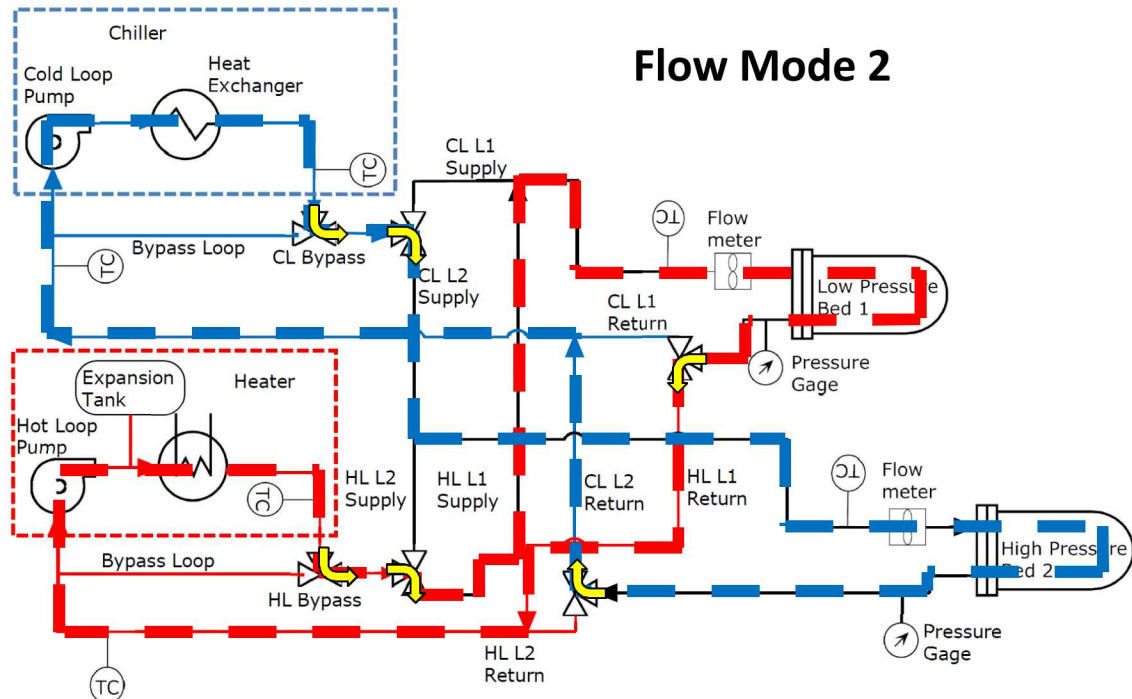 Flow Mode 2
Chiller
Cold Loop
Pump
Heat
Exchanger
TC
CL L1
Supply
TC
Flow
meter
Bypass Loop
CL Bypass
TC
CL L2
Supply
CL L1
Return
Low Pressure
Bed 1
Pressure
Gage
Expansion
Tank
Heater
Hot Loop
Pump
TC
HL L2
Supply
HL L1
Supply
CL L2
Return
HL L1
Return
TC
Flow
meter
Bypass Loop
HL Bypass
High Pressure
Bed 2
HL L2
Return
Pressure
Gage
TC